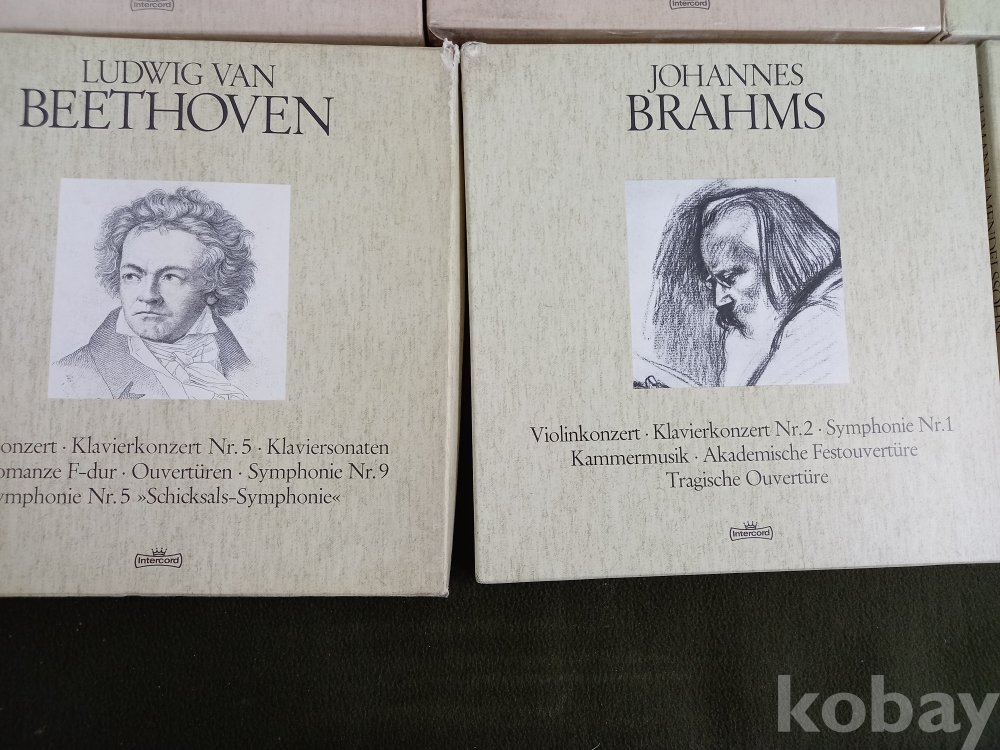 Intercord
Intercord
LUDWIG VAN
BEETHOVEN
onzert · Klavierkonzert Nr. 5 · Klaviersonaten
omanze F-dur · Ouvertüren · Symphonie Nr. 9
ymphonie Nr. 5 »Schicksals-Symphonie«
Intercord
JOHANNES
BRAHMS
Violinkonzert · Klavierkonzert Nr. 2 · Symphonie Nr. 1
Kammermusik · Akademische Festouvertüre
Tragische Ouvertüre
Intercord
kobay